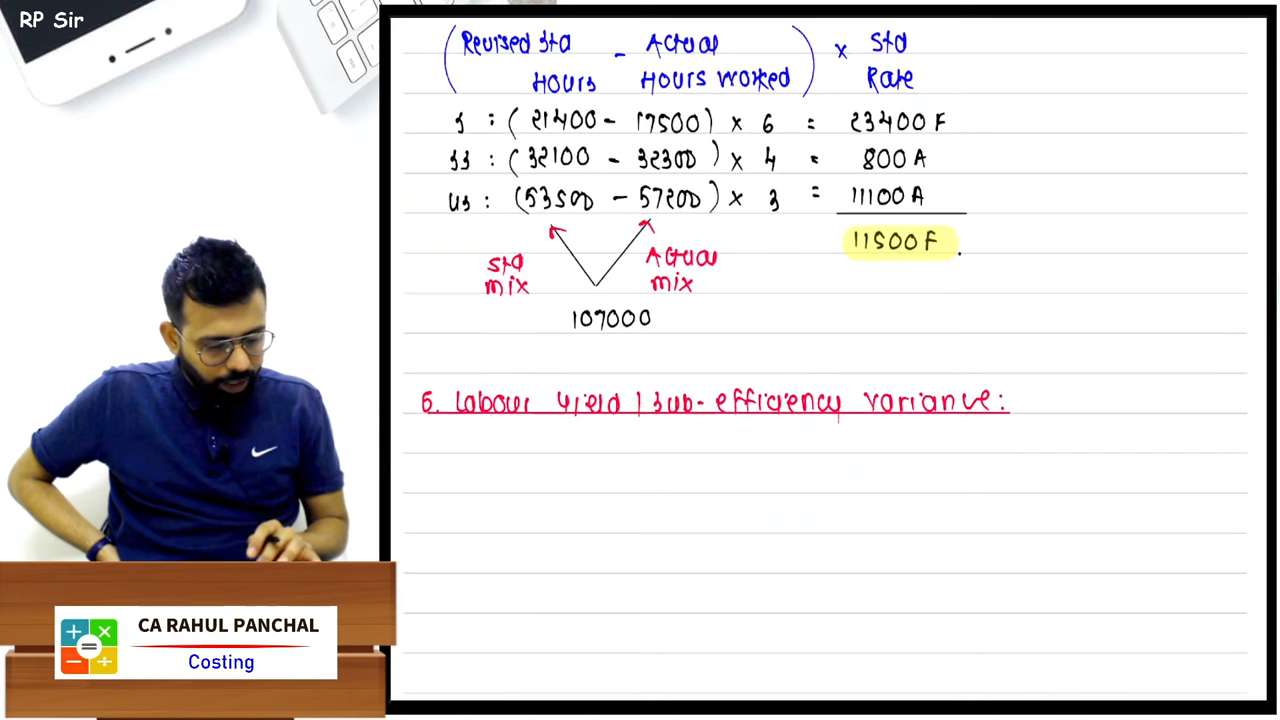 RP Sir
(Revised Std - Actual) x Std
Hours Hours worked Rate
S : (21400 - 17500) x 6 = 23400 F
SS : (32100 - 32300) x 4 = 800 A
US : (53500 - 57200) x 3 = 11100 A
11500 F
Std mix
Actual mix
107000
6. Labour Yield / Sub-efficiency variance:
CA RAHUL PANCHAL
Costing